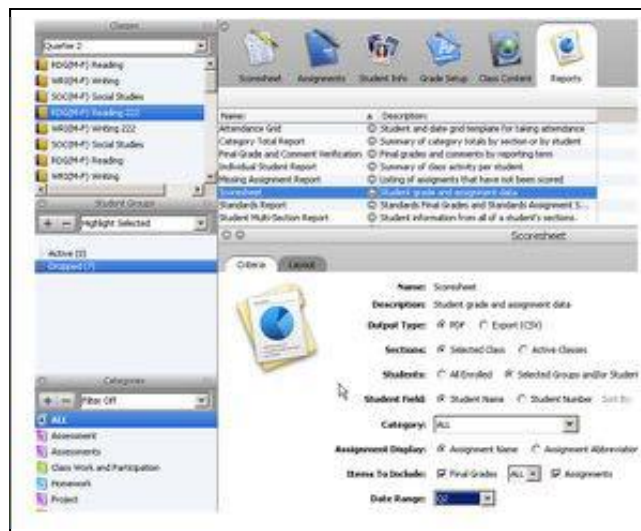 Classes
Quarter 2
RDG(M-F) Reading
WRI(M-F) Writing
SOC(M-F) Social Studies
RDG(M-F) Reading 222
WRI(M-F) Writing 222
SOC(M-F) Social Studies
RDG(M-F) Reading
WRI(M-F) Writing
Student Groups
Highlight Selected
Active (2)
Dropped (7)
Categories
Filter Off
ALL
Assessment
Assessments
Class Work and Participation
Homework
Project
Scoresheet Assignments Student Info Grade Setup Class Content Reports
Name Description
Attendance Grid Student and date grid template for taking attendance
Category Total Report Summary of category totals by section or by student
Final Grade and Comment Verification Final grades and comments by reporting term
Individual Student Report Summary of class activity per student
Missing Assignment Report Listing of assigments that have not been scored
Scoresheet Student grade and assignment data
Standards Report Standards Final Grades and Standards Assignment S...
Student Multi-Section Report Student information from all of a student's sections.
Scoresheet
Criteria Layout
Name: Scoresheet
Description: Student grade and assignment data
Output Type: PDF Export (CSV)
Sections: Selected Class Active Classes
Students: All Enrolled Selected Groups and/or Student
Student Field: Student Name Student Number Sort By
Category: ALL
Assignment Display: Assignment Name Assignment Abbreviation
Items To Include: Final Grades ALL Assignments
Date Range: Q2